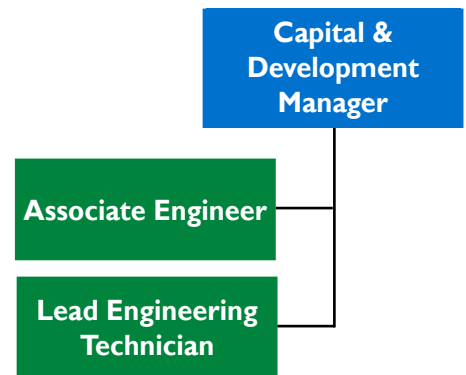 Capital &
Development
Manager
Associate Engineer
Lead Engineering
Technician